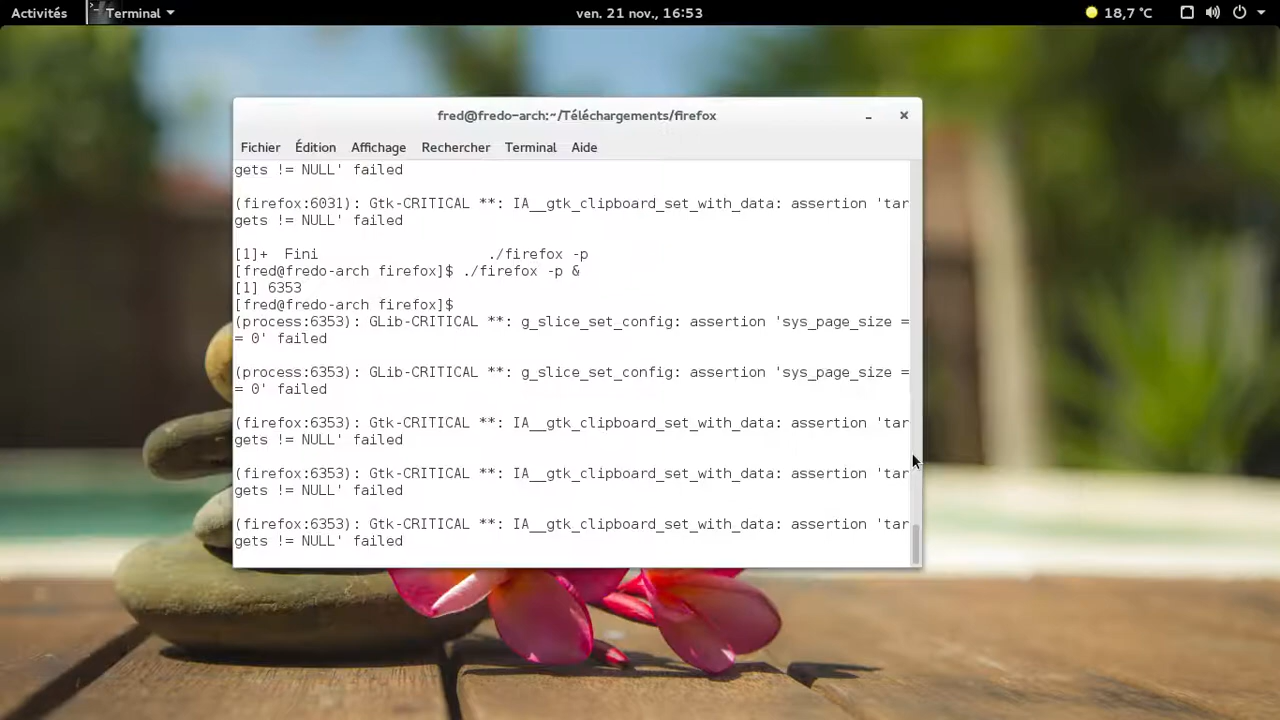 Activités
Terminal
ven. 21 nov., 16:53
18,7 °C
fred@fredo-arch:~/Téléchargements/firefox
Fichier Édition Affichage Rechercher Terminal Aide
gets != NULL' failed
(firefox:6031): Gtk-CRITICAL **: IA__gtk_clipboard_set_with_data: assertion 'tar
gets != NULL' failed
[1]+  Fini                    ./firefox -p
[fred@fredo-arch firefox]$ ./firefox -p &
[1] 6353
[fred@fredo-arch firefox]$
(process:6353): GLib-CRITICAL **: g_slice_set_config: assertion 'sys_page_size =
= 0' failed
(process:6353): GLib-CRITICAL **: g_slice_set_config: assertion 'sys_page_size =
= 0' failed
(firefox:6353): Gtk-CRITICAL **: IA__gtk_clipboard_set_with_data: assertion 'tar
gets != NULL' failed
(firefox:6353): Gtk-CRITICAL **: IA__gtk_clipboard_set_with_data: assertion 'tar
gets != NULL' failed
(firefox:6353): Gtk-CRITICAL **: IA__gtk_clipboard_set_with_data: assertion 'tar
gets != NULL' failed